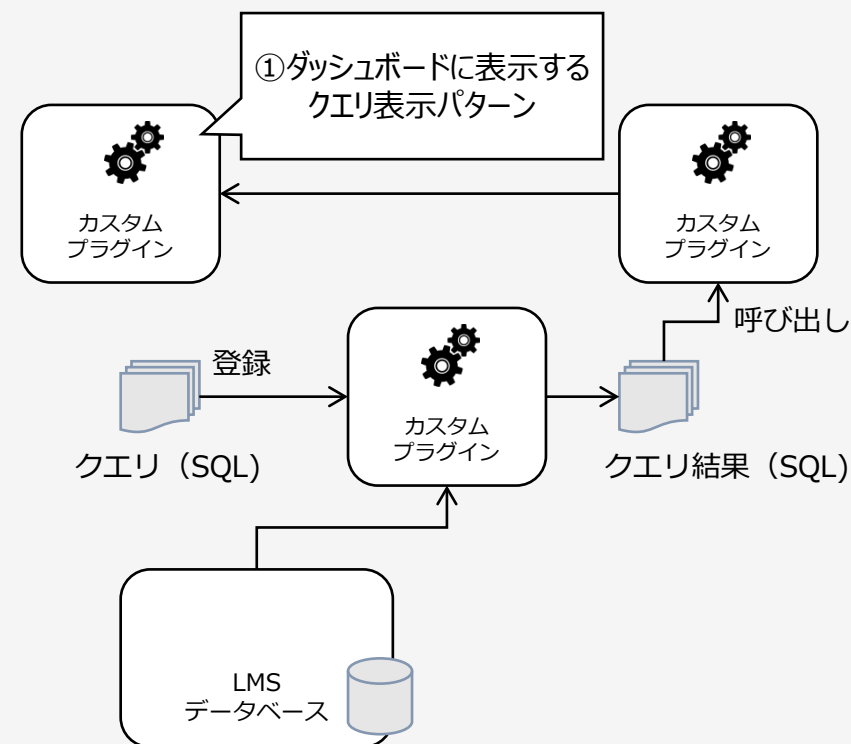 ①ダッシュボードに表示する
クエリ表示パターン
カスタム
プラグイン
カスタム
プラグイン
呼び出し
登録
カスタム
プラグイン
クエリ（SQL)
クエリ結果（SQL)
LMS
データベース